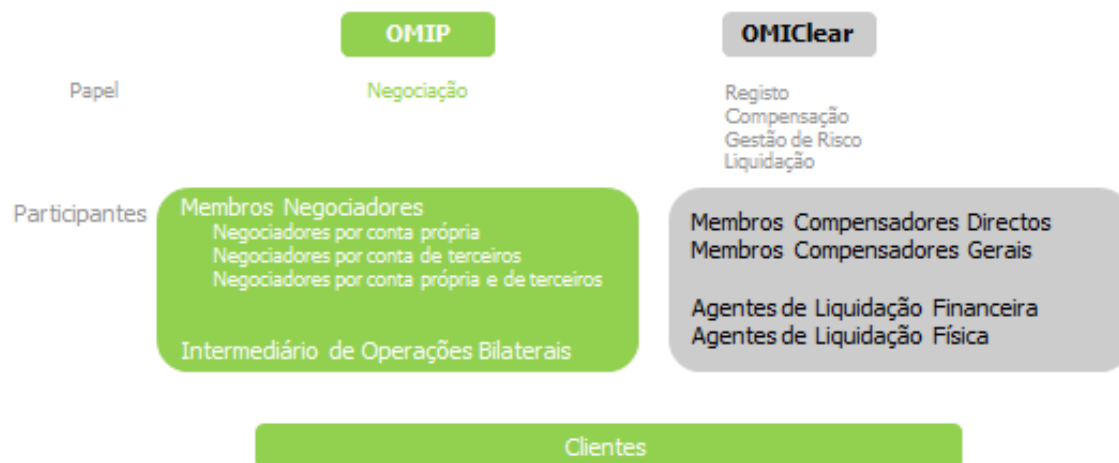 OMIP
OMIClear
Papel
Negociação
Registo
Compensação
Gestão de Risco
Liquidação
Participantes
Membros Negociadores
Negociadores por conta própria
Negociadores por conta de terceiros
Negociadores por conta própria e de terceiros
Intermediário de Operações Bilaterais
Membros Compensadores Directos
Membros Compensadores Gerais
Agentes de Liquidação Financeira
Agentes de Liquidação Física
Clientes